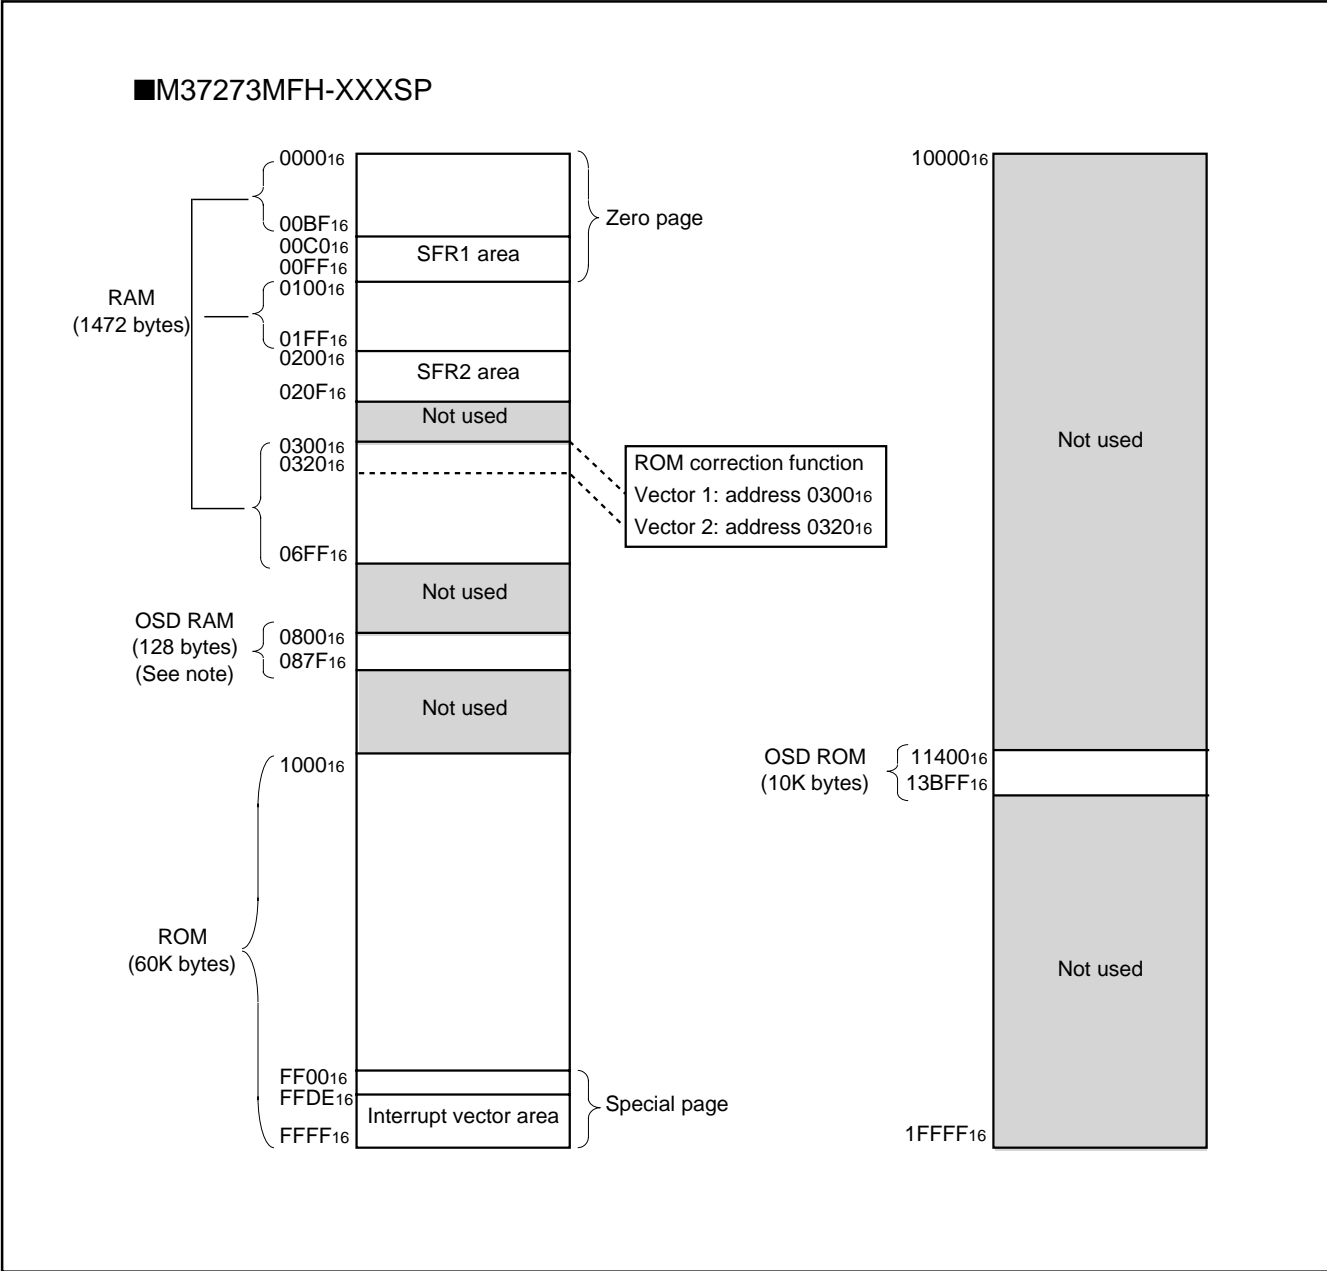 ■M37273MFH-XXXSP
000016
00BF16
00C016
00FF16
SFR1 area
Zero page
010016
RAM
(1472 bytes)
01FF16
020016
SFR2 area
020F16
Not used
030016
032016
ROM correction function
Vector 1: address 030016
Vector 2: address 032016
06FF16
Not used
OSD RAM
(128 bytes)
(See note)
080016
087F16
Not used
100016
ROM
(60K bytes)
FF0016
FFDE16
Interrupt vector area
FFFF16
Special page
1000016
Not used
OSD ROM
(10K bytes)
1140016
13BFF16
Not used
1FFFF16